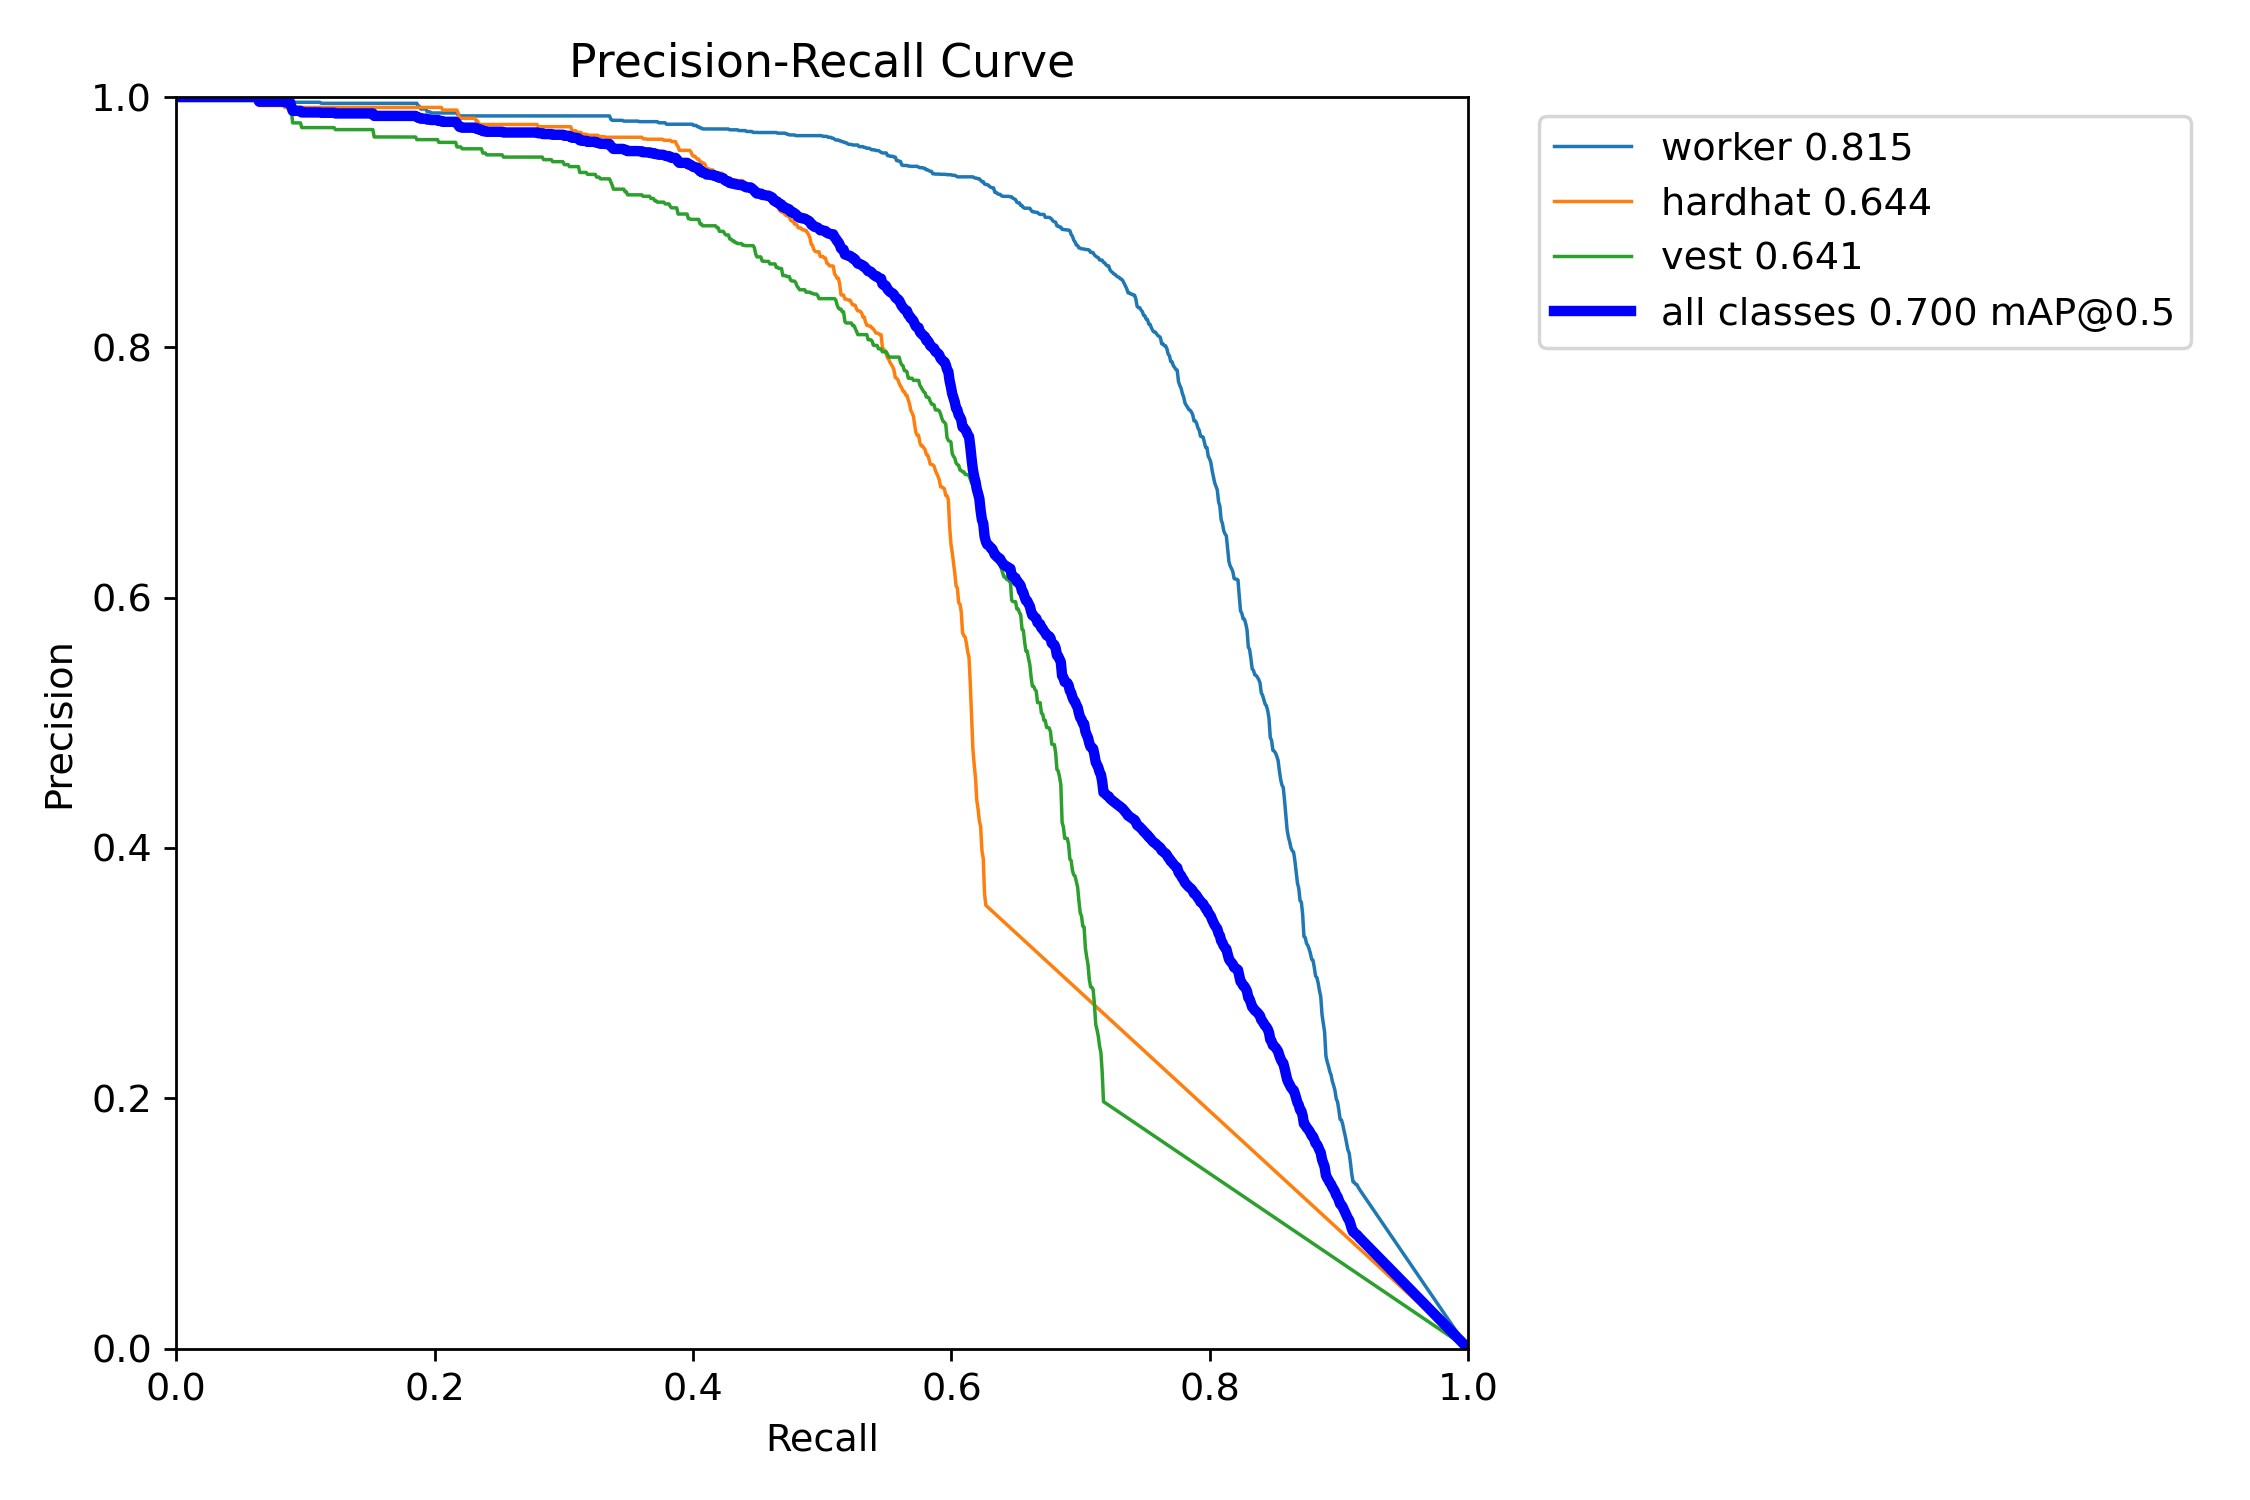 Precision-Recall Curve
1.0
0.8
0.6
0.4
0.2
0.0
Precision
0.0 0.2 0.4 0.6 0.8 1.0
Recall
worker 0.815
hardhat 0.644
vest 0.641
all classes 0.700 mAP@0.5